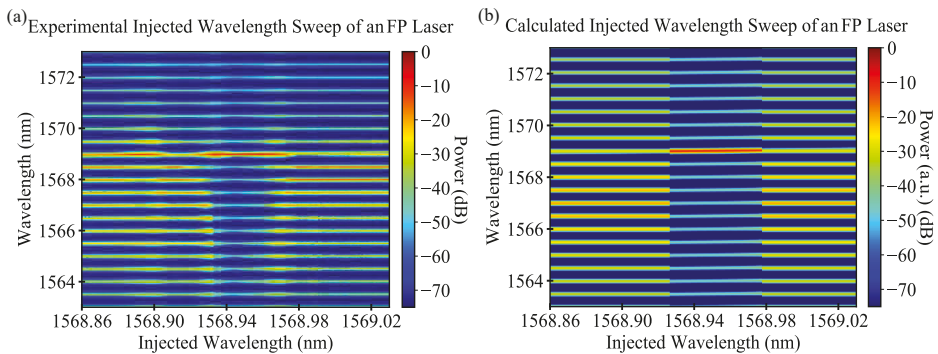 (a)
Experimental Injected Wavelength Sweep of an FP Laser
Wavelength (nm)
1572
1570
1568
1566
1564
1568.86 1568.90 1568.94 1568.98 1569.02
Injected Wavelength (nm)
0
−10
−20
−30
−40
−50
−60
−70
Power (dB)
(b)
Calculated Injected Wavelength Sweep of an FP Laser
Wavelength (nm)
1572
1570
1568
1566
1564
1568.86 1568.90 1568.94 1568.98 1569.02
Injected Wavelength (nm)
0
−10
−20
−30
−40
−50
−60
−70
Power (a.u.) (dB)